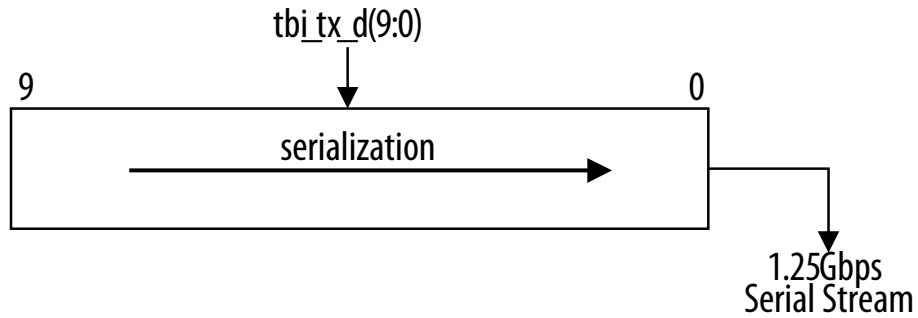 tbi_tx_d(9:0)
9 0
serialization
1.25Gbps
Serial Stream